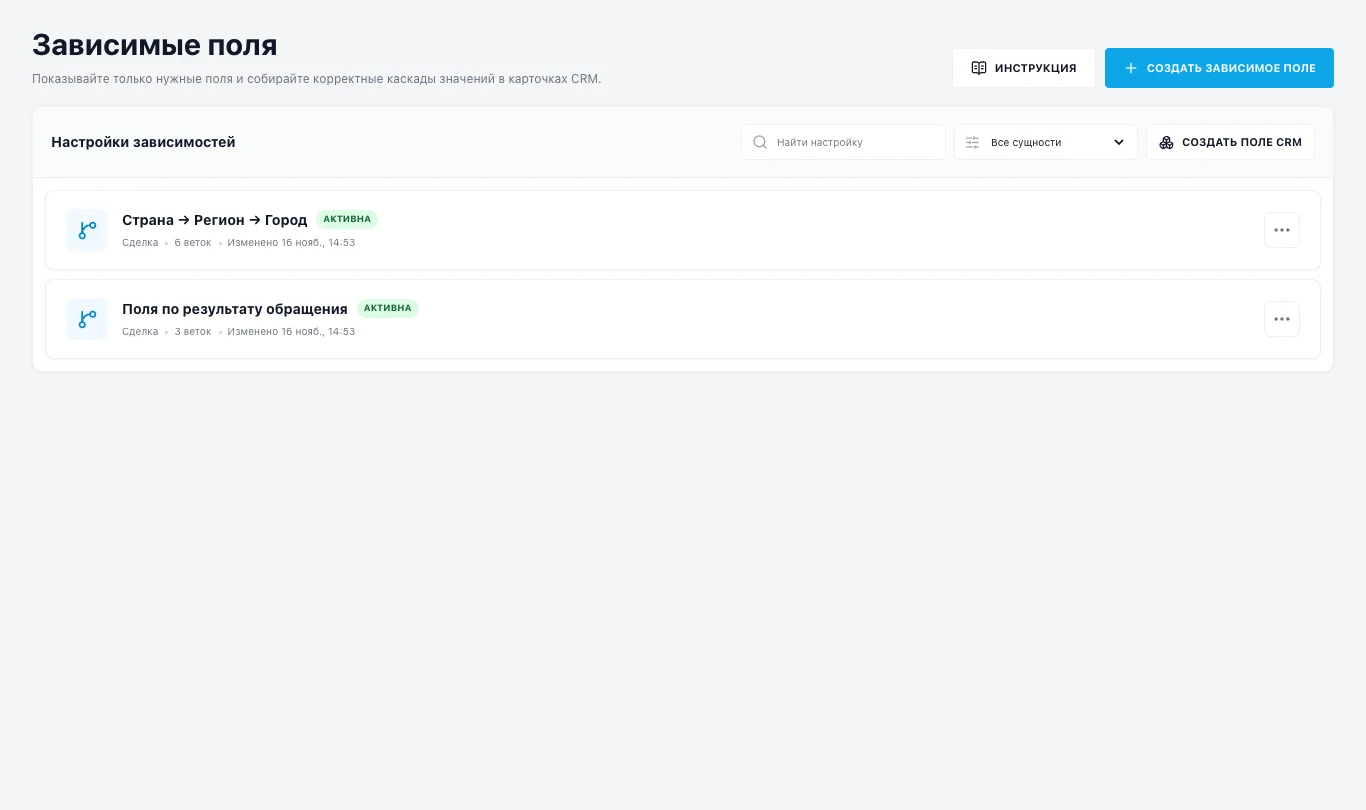 Зависимые поля
Показывайте только нужные поля и собирайте корректные каскады значений в карточках CRM.
ИНСТРУКЦИЯ
СОЗДАТЬ ЗАВИСИМОЕ ПОЛЕ
Настройки зависимостей
Найти настройку
Все сущности
СОЗДАТЬ ПОЛЕ CRM
Страна → Регион → Город АКТИВНА
Сделка • 6 веток • Изменено 16 нояб., 14:53
Поля по результату обращения АКТИВНА
Сделка • 3 веток • Изменено 16 нояб., 14:53